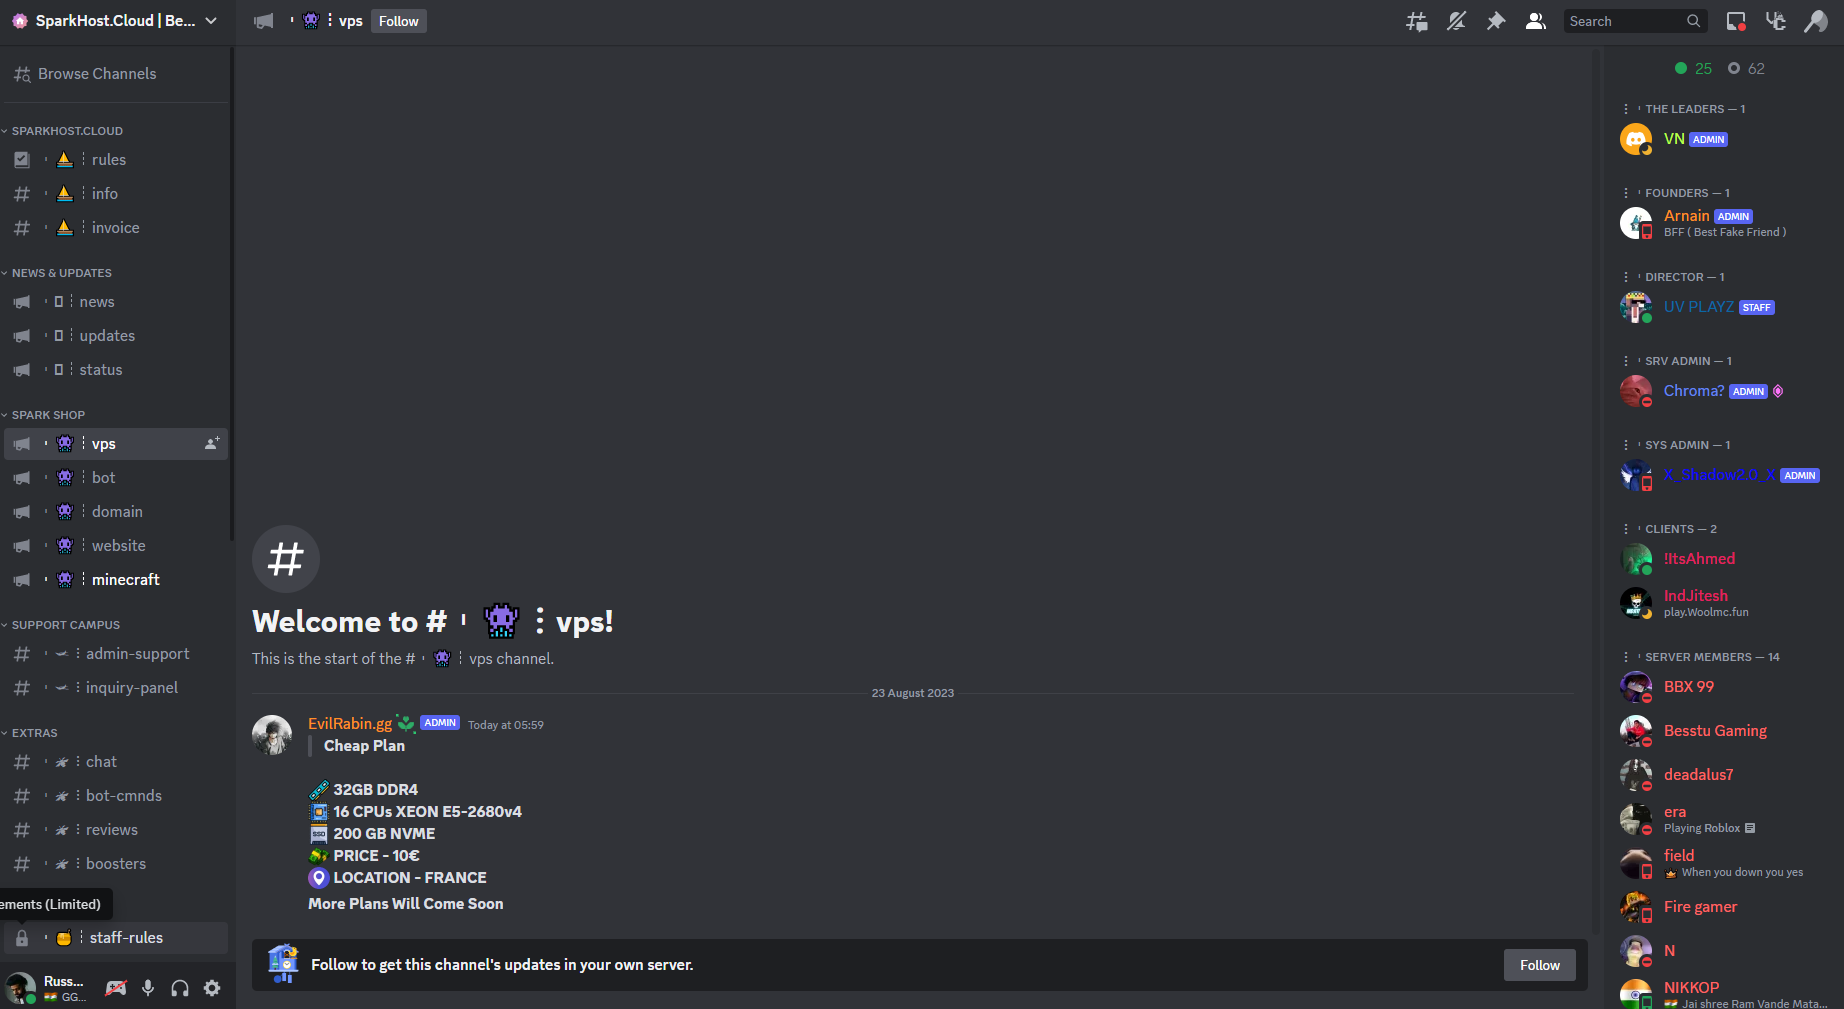 SparkHost.Cloud | Be...
Browse Channels
SPARKHOST.CLOUD
rules
info
invoice
NEWS & UPDATES
news
updates
status
SPARK SHOP
vps
bot
domain
website
minecraft
SUPPORT CAMPUS
admin-support
inquiry-panel
EXTRAS
chat
bot-cmnds
reviews
boosters
ements (Limited)
staff-rules
Russ...
GG...
vps Follow
Search
Welcome to # vps!
This is the start of the # vps channel.
23 August 2023
EvilRabin.gg ADMIN Today at 05:59
Cheap Plan
32GB DDR4
16 CPUs XEON E5-2680v4
SSD 200 GB NVME
PRICE - 10€
LOCATION - FRANCE
More Plans Will Come Soon
Follow to get this channel's updates in your own server. Follow
25 62
THE LEADERS — 1
VN ADMIN
FOUNDERS — 1
Arnain ADMIN
BFF ( Best Fake Friend )
DIRECTOR — 1
UV PLAYZ STAFF
SRV ADMIN — 1
Chroma? ADMIN
SYS ADMIN — 1
X_Shadow2.0_X ADMIN
CLIENTS — 2
!ItsAhmed
IndJitesh
play.Woolmc.fun
SERVER MEMBERS — 14
BBX 99
Besstu Gaming
deadalus7
era
Playing Roblox
field
When you down you yes
Fire gamer
N
NIKKOP
Jai shree Ram Vande Mata...